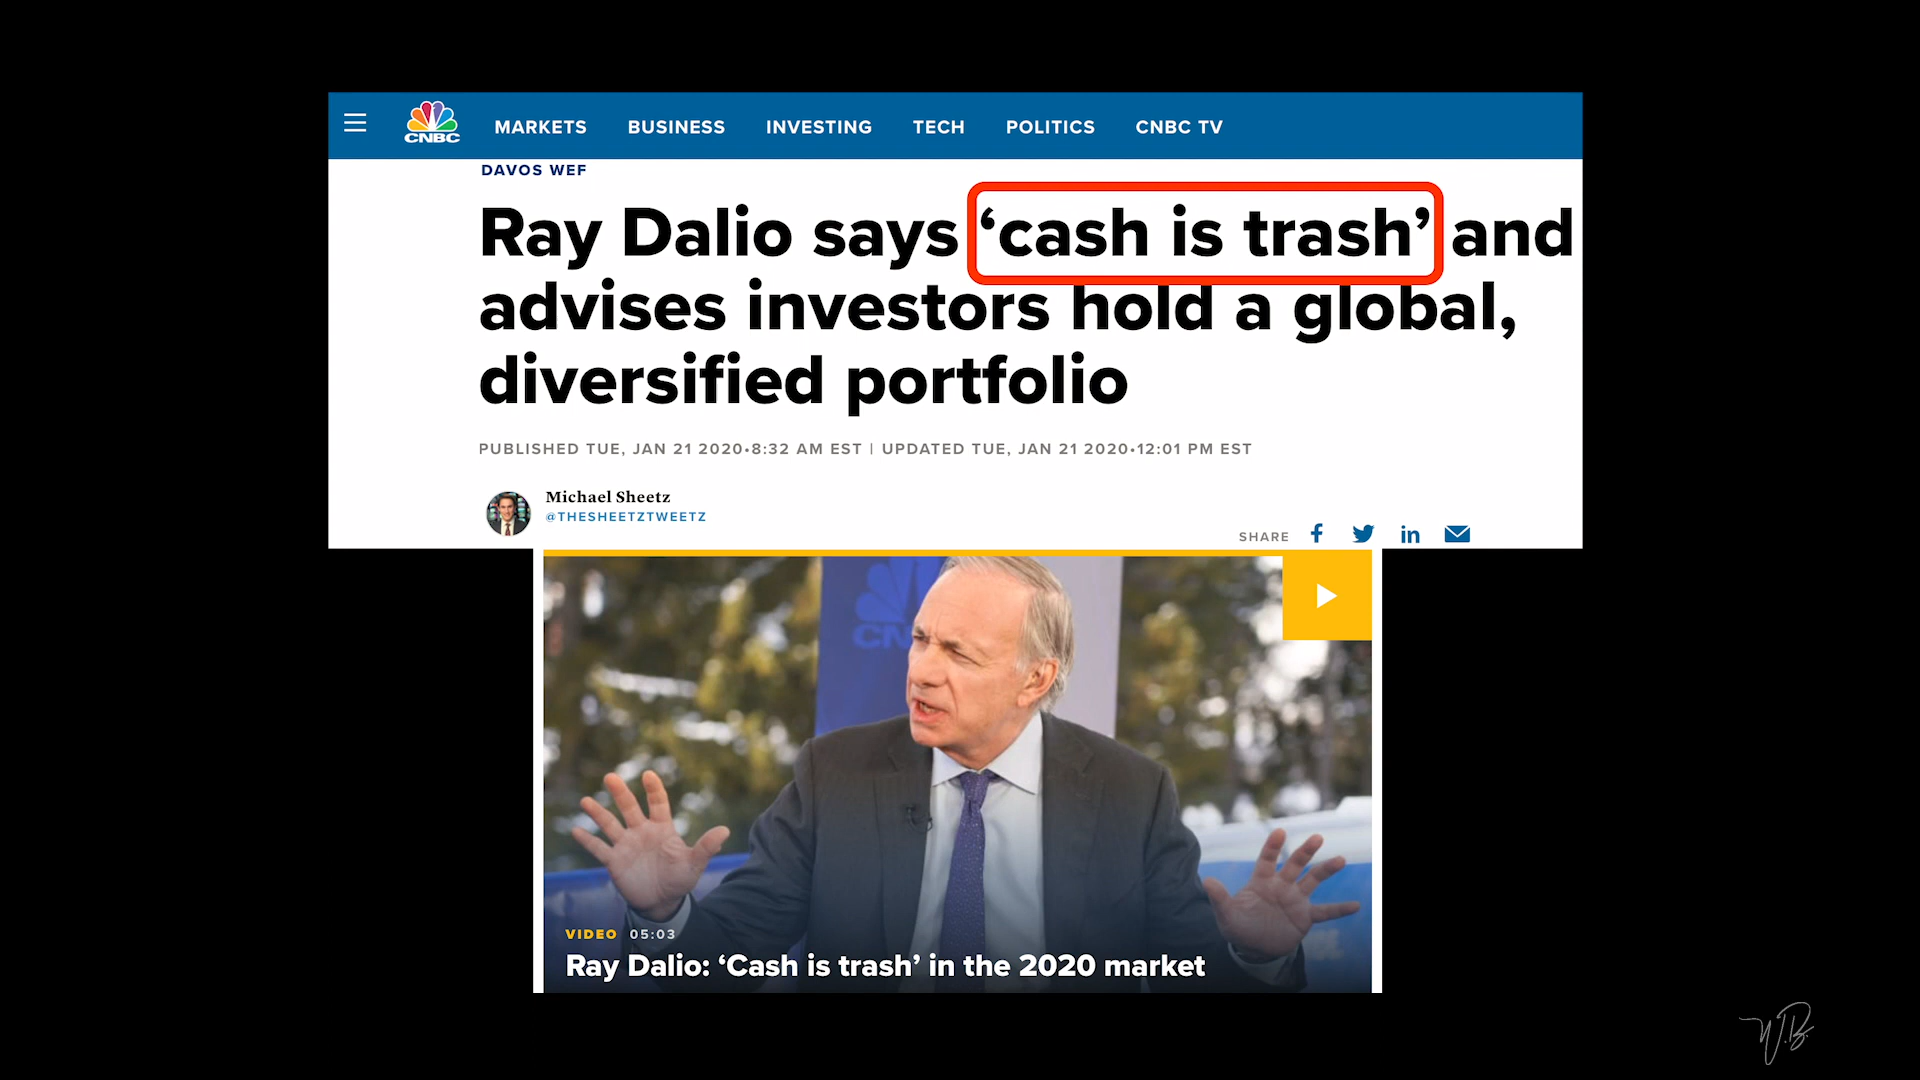 CNBC
MARKETS BUSINESS INVESTING TECH POLITICS CNBC TV
DAVOS WEF
Ray Dalio says ‘cash is trash’ and
advises investors hold a global,
diversified portfolio
PUBLISHED TUE, JAN 21 2020•8:32 AM EST | UPDATED TUE, JAN 21 2020•12:01 PM EST
Michael Sheetz
@THESHEETZTWEETZ
SHARE
CN
VIDEO 05:03
Ray Dalio: ‘Cash is trash’ in the 2020 market
W.B.